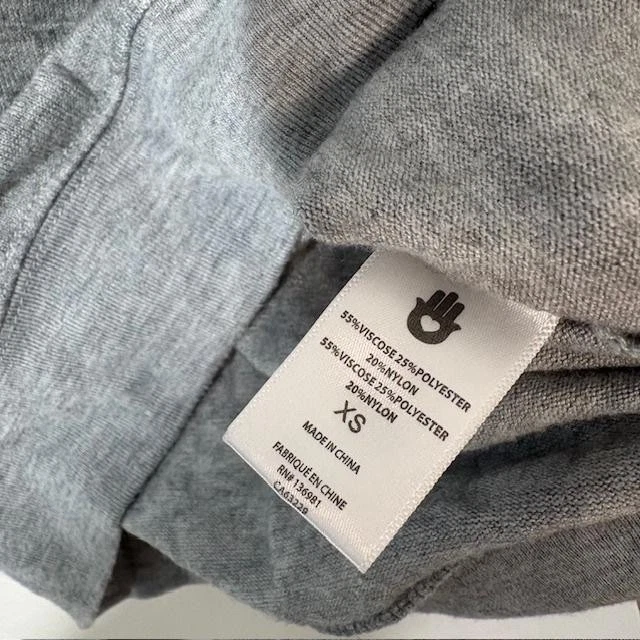 55%VISCOSE 25%POLYESTER
20%NYLON
55%VISCOSE 25%POLYESTER
20%NYLON
XS
MADE IN CHINA
FABRIQUÉ EN CHINE
RN# 136981
CA63229